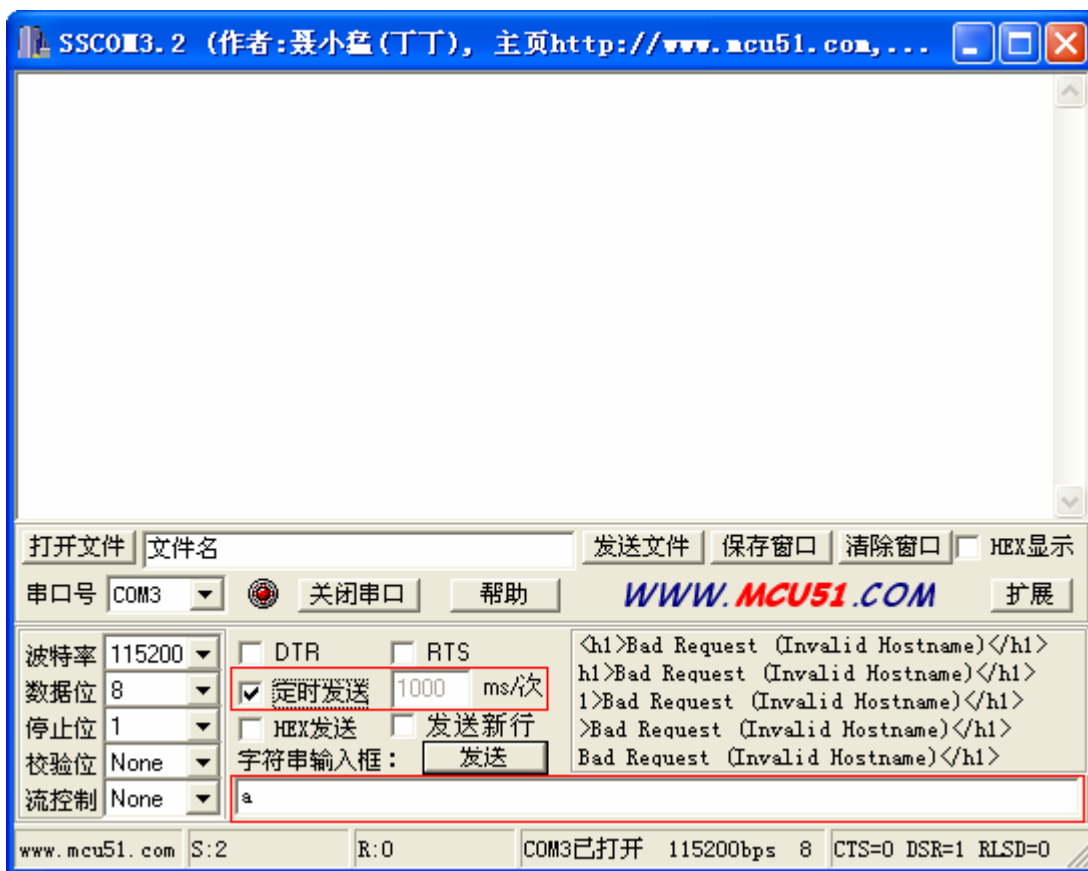 SSCOM3.2 (作者:聂小猛(丁丁), 主页http://www.mcu51.com,...
打开文件 文件名 发送文件 保存窗口 清除窗口 HEX显示
串口号 COM3 关闭串口 帮助 WWW.MCU51.COM 扩展
波特率 115200 DTR RTS <h1>Bad Request (Invalid Hostname)</h1>
h1>Bad Request (Invalid Hostname)</h1>
数据位 8 定时发送 1000 ms/次 1>Bad Request (Invalid Hostname)</h1>
停止位 1 HEX发送 发送新行 >Bad Request (Invalid Hostname)</h1>
校验位 None 字符串输入框: 发送 Bad Request (Invalid Hostname)</h1>
流控制 None a
www.mcu51.com S:2 R:0 COM3已打开 115200bps 8 CTS=0 DSR=1 RLSD=0